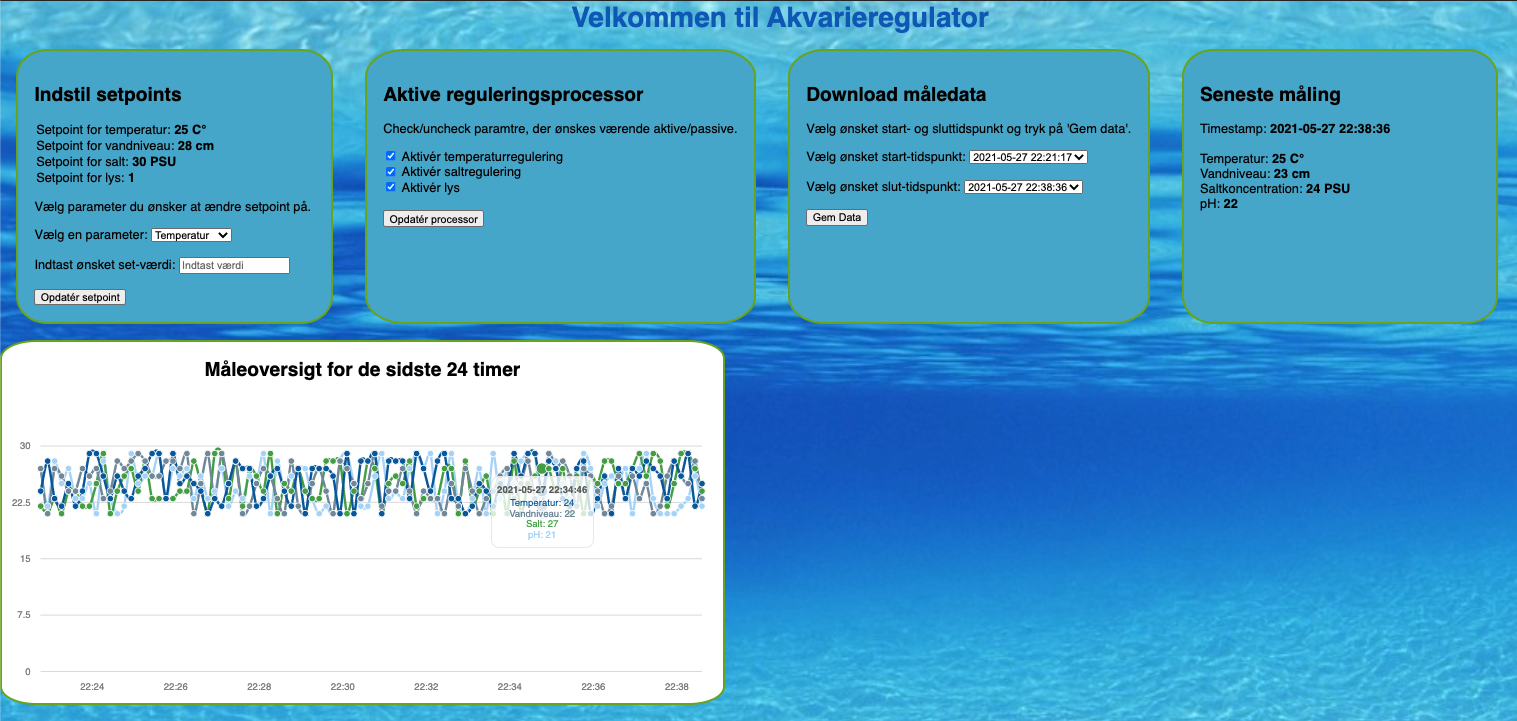 Velkommen til Akvarieregulator
Indstil setpoints
Setpoint for temperatur: 25 C°
Setpoint for vandniveau: 28 cm
Setpoint for salt: 30 PSU
Setpoint for lys: 1
Vælg parameter du ønsker at ændre setpoint på.
Vælg en parameter: Temperatur
Indtast ønsket set-værdi: Indtast værdi
Opdatér setpoint
Aktive reguleringsprocessor
Check/uncheck paramtre, der ønskes værende aktive/passive.
Aktivér temperaturregulering
Aktivér saltregulering
Aktivér lys
Opdatér processor
Download måledata
Vælg ønsket start- og sluttidspunkt og tryk på 'Gem data'.
Vælg ønsket start-tidspunkt: 2021-05-27 22:21:17
Vælg ønsket slut-tidspunkt: 2021-05-27 22:38:36
Gem Data
Seneste måling
Timestamp: 2021-05-27 22:38:36
Temperatur: 25 C°
Vandniveau: 23 cm
Saltkoncentration: 24 PSU
pH: 22
Måleoversigt for de sidste 24 timer
30
22.5
15
7.5
0
2021-05-27 22:34:46
Temperatur: 24
Vandniveau: 22
Salt: 27
pH: 21
22:24 22:26 22:28 22:30 22:32 22:34 22:36 22:38